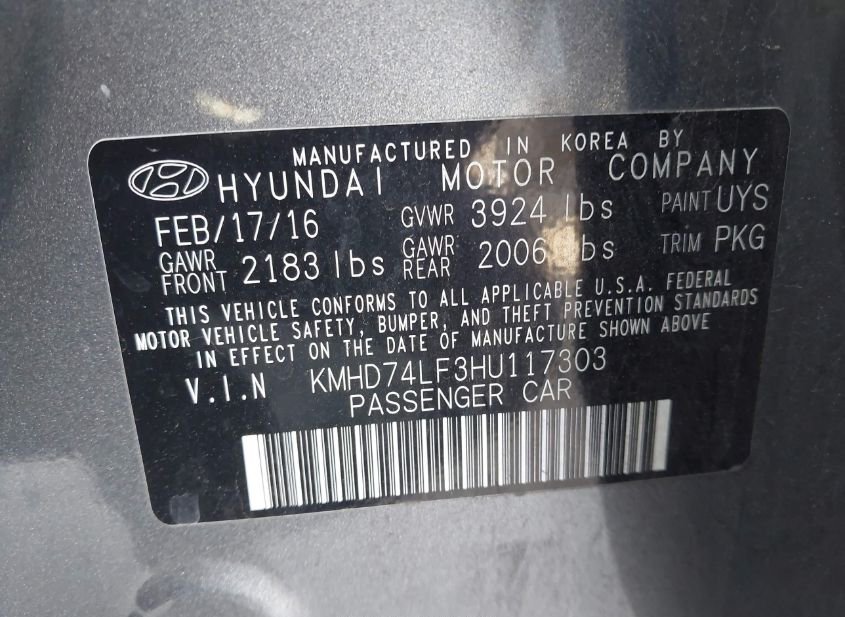 MANUFACTURED IN KOREA BY
HYUNDAI MOTOR COMPANY
FEB/17/16 GVWR 3924 lbs PAINT UYS
GAWR FRONT 2183 lbs GAWR REAR 2006 lbs TRIM PKG
THIS VEHICLE CONFORMS TO ALL APPLICABLE U.S.A. FEDERAL
MOTOR VEHICLE SAFETY, BUMPER, AND THEFT PREVENTION STANDARDS
IN EFFECT ON THE DATE OF MANUFACTURE SHOWN ABOVE
V.I.N KMHD74LF3HU117303
PASSENGER CAR